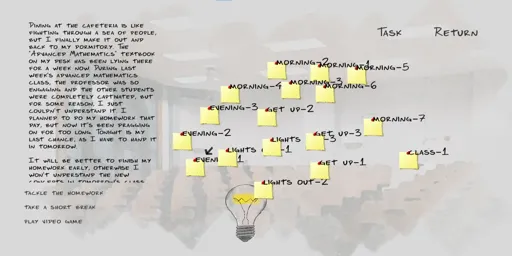 Dining at the cafeteria is like
fighting through a sea of people,
but I finally make it out and
back to my dormitory. The
"Advanced Mathematics" textbook
on my desk has been lying there
for a week now. During last
week's advanced mathematics
class, the professor was so
engaging and the other students
were completely captivated, but
for some reason, I just
couldn't understand it. I
planned to do my homework that
day, but now it's been dragging
on for too long. Tonight is my
last chance, as I have to hand it
in tomorrow.
It will be better to finish my
homework early, otherwise I
won't understand the new
concepts in tomorrow's class
Tackle the homework
Take a short break
Play video game
Task
Return
Morning-2
Morning-1
Morning-5
Morning-4
Morning-3
Morning-6
Evening-3
Get up-2
Morning-7
Evening-2
Lights
-1
Get up-3
-3
Class-1
Evening
1
-1
Get up-1
Lights out-2